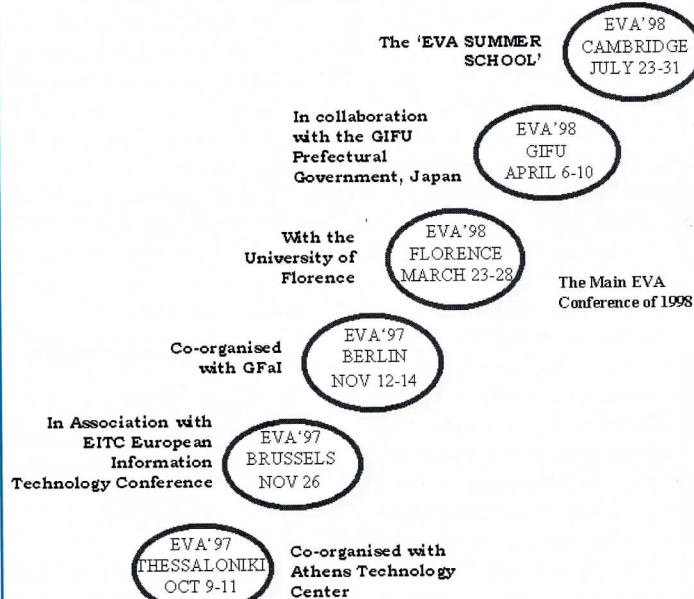 The ‘EVA SUMMER
SCHOOL’
EVA’98
CAMBRIDGE
JULY 23-31
In collaboration
with the GIFU
Prefectural
Government, Japan
EVA’98
GIFU
APRIL 6-10
With the
University of
Florence
EVA’98
FLORENCE
MARCH 23-28
The Main EVA
Conference of 1998
Co-organised
with GFaI
EVA‘97
BERLIN
NOV 12-14
In Association with
EITC European
Information
Technology Conference
EVA‘97
BRUSSELS
NOV 26
EVA‘97
THESSALONIKI
OCT 9-11
Co-organised with
Athens Technology
Center